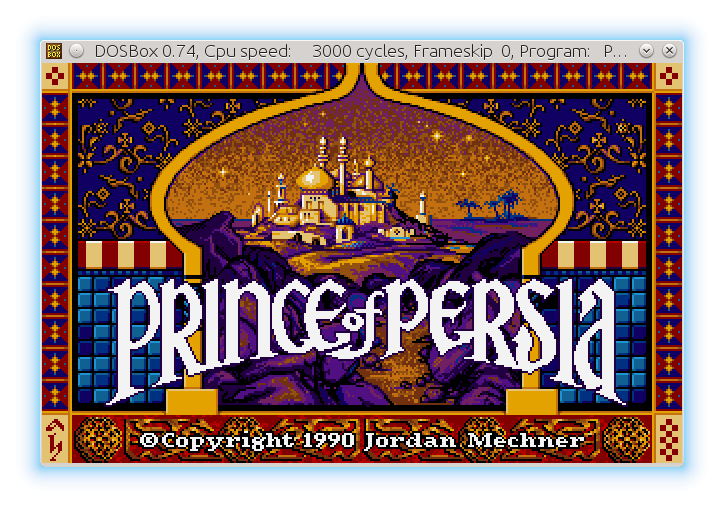 DOS
BOX
DOSBox 0.74, Cpu speed: 3000 cycles, Frameskip 0, Program: P...
PRINCE of PERSIA
©Copyright 1990 Jordan Mechner